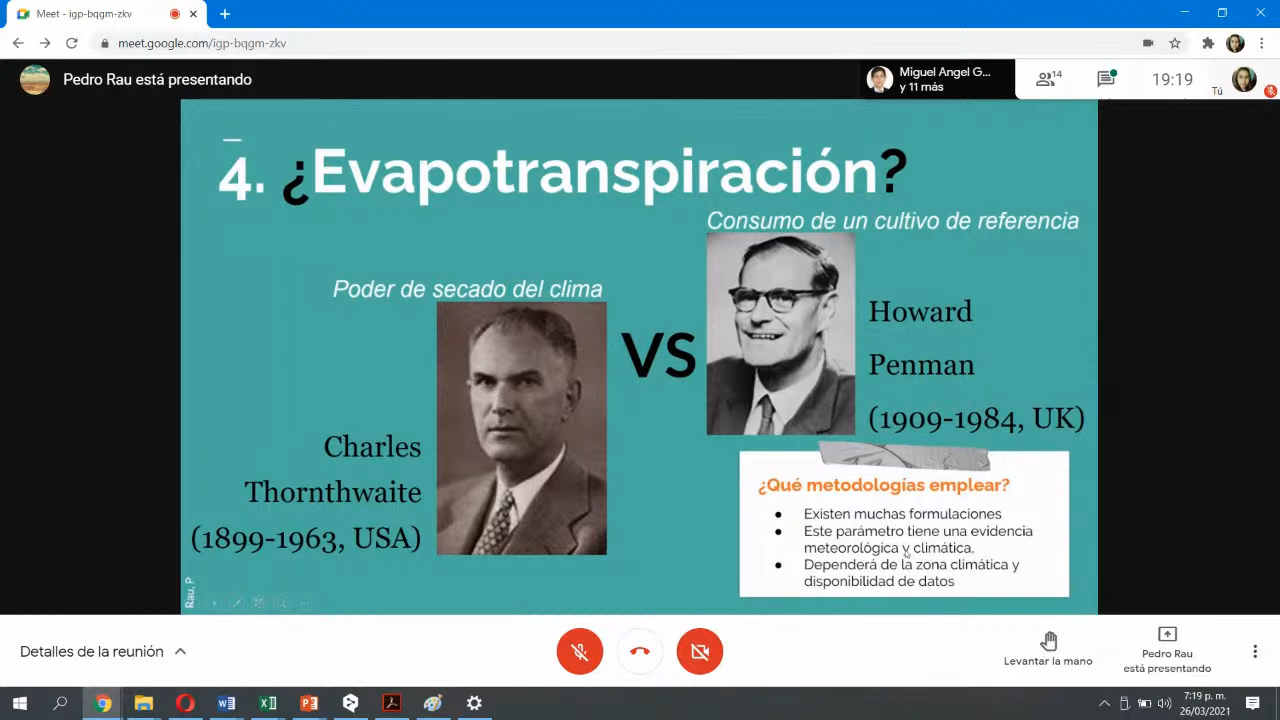 Meet - igp-bqgm-zkv
meet.google.com/igp-bqgm-zkv
Pedro Rau está presentando
Miguel Angel G...
y 11 más
14
19:19
Tú
4. ¿Evapotranspiración?
Consumo de un cultivo de referencia
Poder de secado del clima
VS
Howard
Penman
(1909-1984, UK)
Charles
Thornthwaite
(1899-1963, USA)
¿Qué metodologías emplear?
● Existen muchas formulaciones
● Este parámetro tiene una evidencia
meteorológica y climática.
● Dependerá de la zona climática y
disponibilidad de datos
Rau, P
Detalles de la reunión
Levantar la mano
Pedro Rau
está presentando
7:19 p. m.
26/03/2021